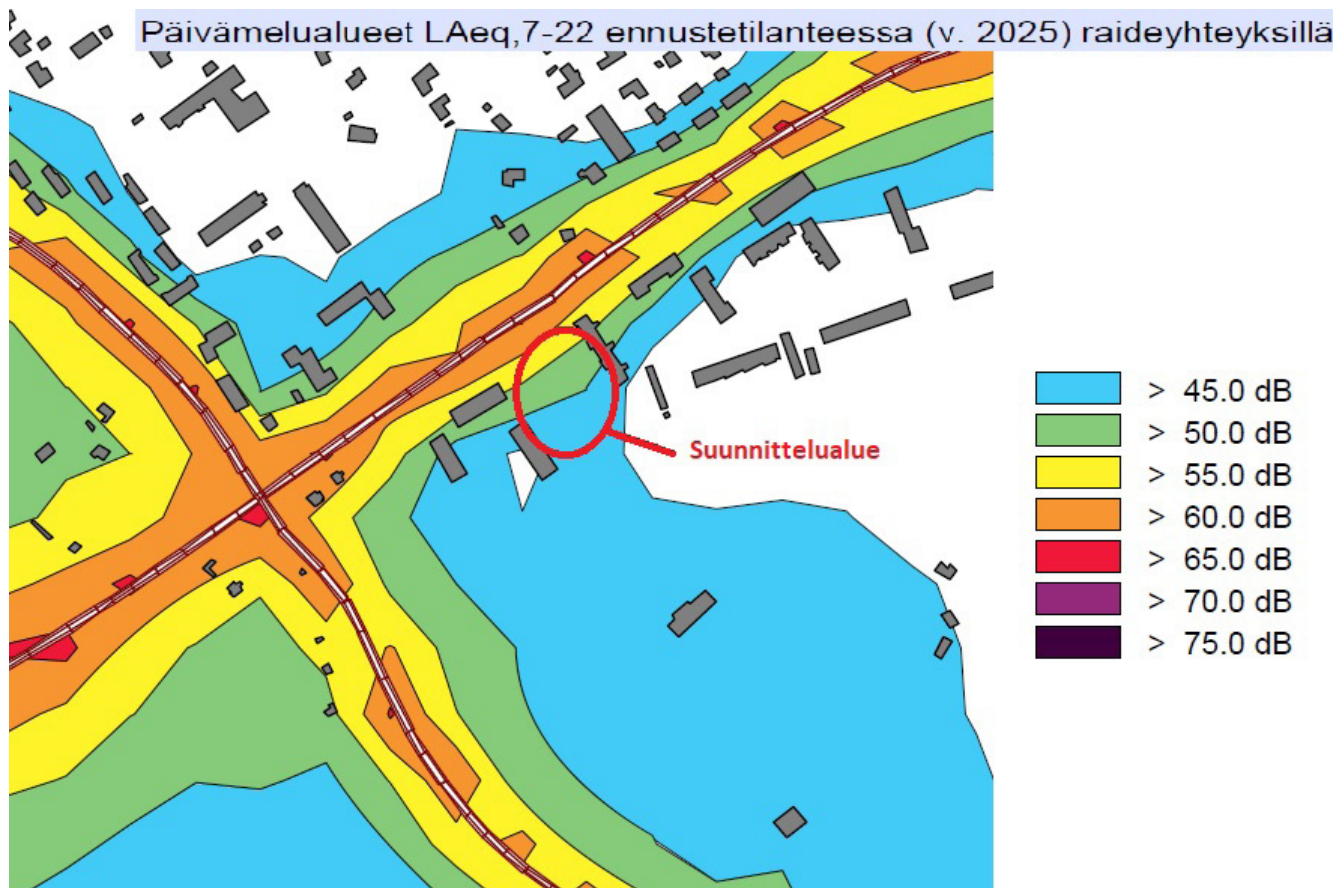 Päivämelualueet LAeq,7-22 ennustetilanteessa (v. 2025) raideyhteyksillä
Suunnittelualue
> 45.0 dB
> 50.0 dB
> 55.0 dB
> 60.0 dB
> 65.0 dB
> 70.0 dB
> 75.0 dB